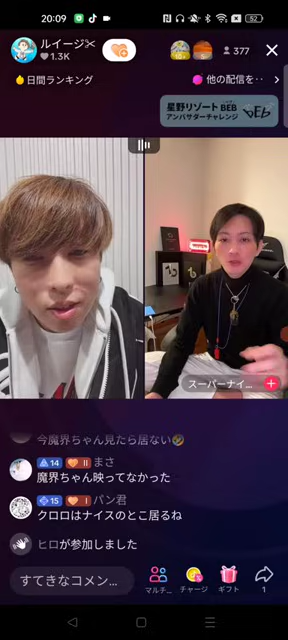 20:09
52
ルイージ✂
1.3K
10
377
日間ランキング
他の配信を‥ >
星野リゾート BEB
アンバサダーチャレンジ
BEB
スーパーナイ...
今魔界ちゃん見たら居ない🤣
14 II まさ
魔界ちゃん映ってなかった
15 I パン君
クロロはナイスのとこ居るね
ヒロが参加しました
すてきなコメン...
マルチ...
チャージ
ギフト
1